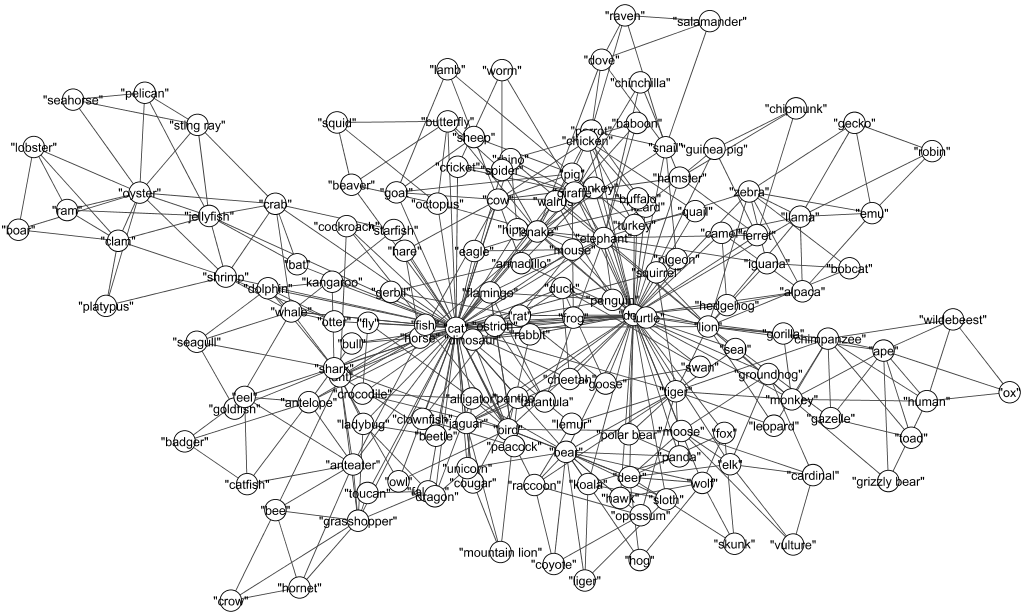 "raven"
"salamander"
"dove"
"lamb"
"worm"
"chinchilla"
"seahorse"
"pelican"
"chipmunk"
"sting ray"
"squid"
"butterfly"
"baboon"
"gecko"
"sheep"
"chicken"
"lobster"
"snail"
"guinea pig"
"robin"
"cricket"
"spider"
"pig"
"hamster"
"beaver"
"goat"
"oyster"
"giraffe"
"zebra"
"octopus"
"cow"
"walrus"
"buffalo"
"crab"
"ram"
"jellyfish"
"quail"
"llama"
"emu"
"boar"
"cockroach"
"starfish"
"snake"
"turkey"
"clam"
"elephant"
"camel"
"ferret"
"hare"
"eagle"
"mouse"
"bat"
"armadillo"
"pigeon"
"iguana"
"bobcat"
"shrimp"
"squirrel"
"dolphin"
"kangaroo"
"gerbil"
"flamingo"
"duck"
"alpaca"
"platypus"
"whale"
"penguin"
"hedgehog"
"otter"
"fly"
"fish"
"cat"
"ostrich"
"rat"
"frog"
"turtle"
"lion"
"wildebeest"
"seagull"
"bull"
"horse"
"dinosaur"
"rabbit"
"gorilla"
"chimpanzee"
"ape"
"shark"
"swan"
"groundhog"
"cheetah"
"goose"
"tiger"
"eel"
"goldfish"
"antelope"
"crocodile"
"alligator"
"monkey"
"human"
"ox"
"ladybug"
"clownfish"
"beetle"
"jaguar"
"bird"
"lemur"
"leopard"
"gazelle"
"badger"
"peacock"
"polar bear"
"moose"
"fox"
"toad"
"bear"
"panda"
"anteater"
"unicorn"
"elk"
"catfish"
"owl"
"cougar"
"raccoon"
"koala"
"deer"
"wolf"
"cardinal"
"grizzly bear"
"toucan"
"dragon"
"hawk"
"sloth"
"bee"
"grasshopper"
"opossum"
"mountain lion"
"skunk"
"vulture"
"coyote"
"hog"
"liger"
"hornet"
"crow"